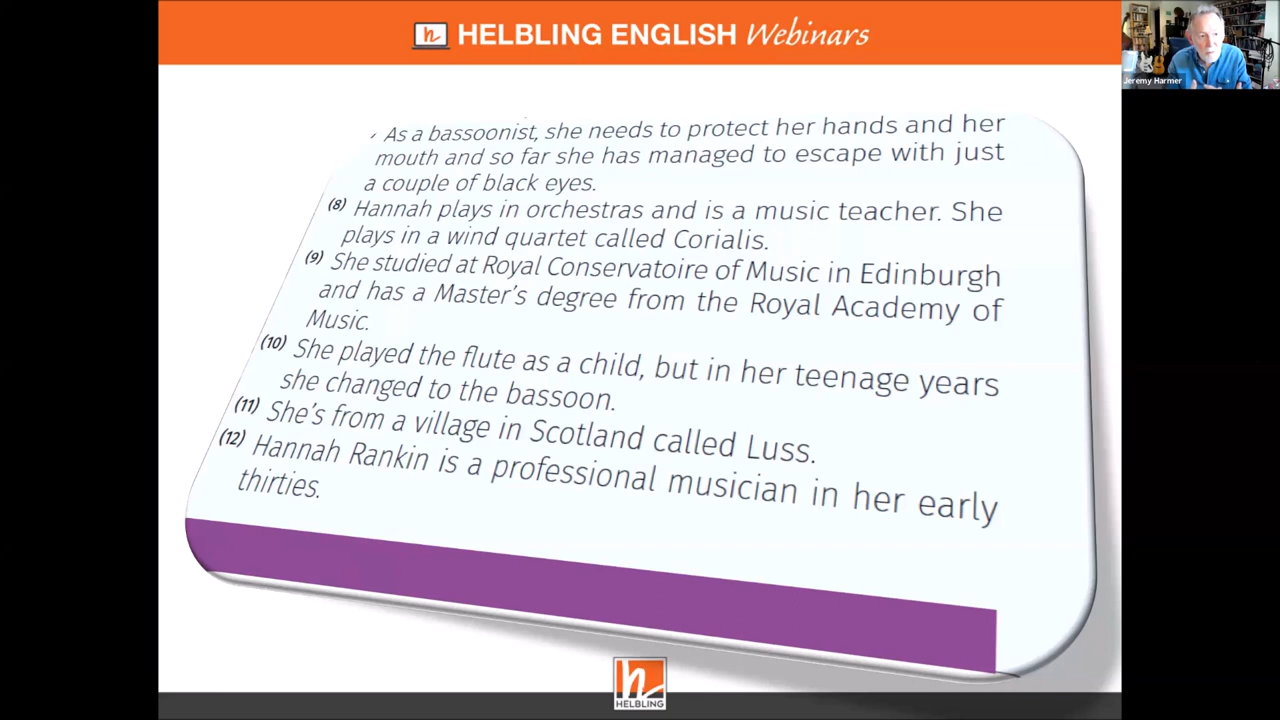 HELBLING ENGLISH Webinars
Jeremy Harmer
As a bassoonist, she needs to protect her hands and her
mouth and so far she has managed to escape with just
a couple of black eyes.
(8) Hannah plays in orchestras and is a music teacher. She
plays in a wind quartet called Corialis.
(9) She studied at Royal Conservatoire of Music in Edinburgh
and has a Master's degree from the Royal Academy of
Music.
(10) She played the flute as a child, but in her teenage years
she changed to the bassoon.
(11) She's from a village in Scotland called Luss.
(12) Hannah Rankin is a professional musician in her early
thirties.
h
HELBLING